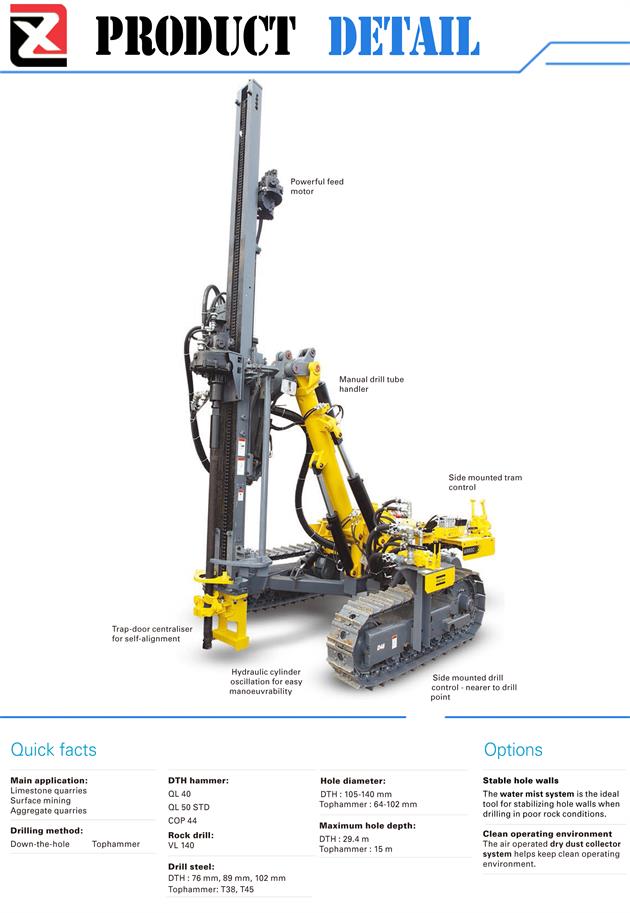 PRODUCT DETAIL
Powerful feed
motor
Manual drill tube
handler
Side mounted tram
control
D40
Trap-door centraliser
for self-alignment
Hydraulic cylinder
oscillation for easy
manoeuvrability
Side mounted drill
control - nearer to drill
point
Quick facts
Main application:
Limestone quarries
Surface mining
Aggregate quarries
Drilling method:
Down-the-hole Tophammer
DTH hammer:
QL 40
QL 50 STD
COP 44
Rock drill:
VL 140
Drill steel:
DTH : 76 mm, 89 mm, 102 mm
Tophammer: T38, T45
Hole diameter:
DTH : 105-140 mm
Tophammer : 64-102 mm
Maximum hole depth:
DTH : 29.4 m
Tophammer : 15 m
Options
Stable hole walls
The water mist system is the ideal
tool for stabilizing hole walls when
drilling in poor rock conditions.
Clean operating environment
The air operated dry dust collector
system helps keep clean operating
environment.